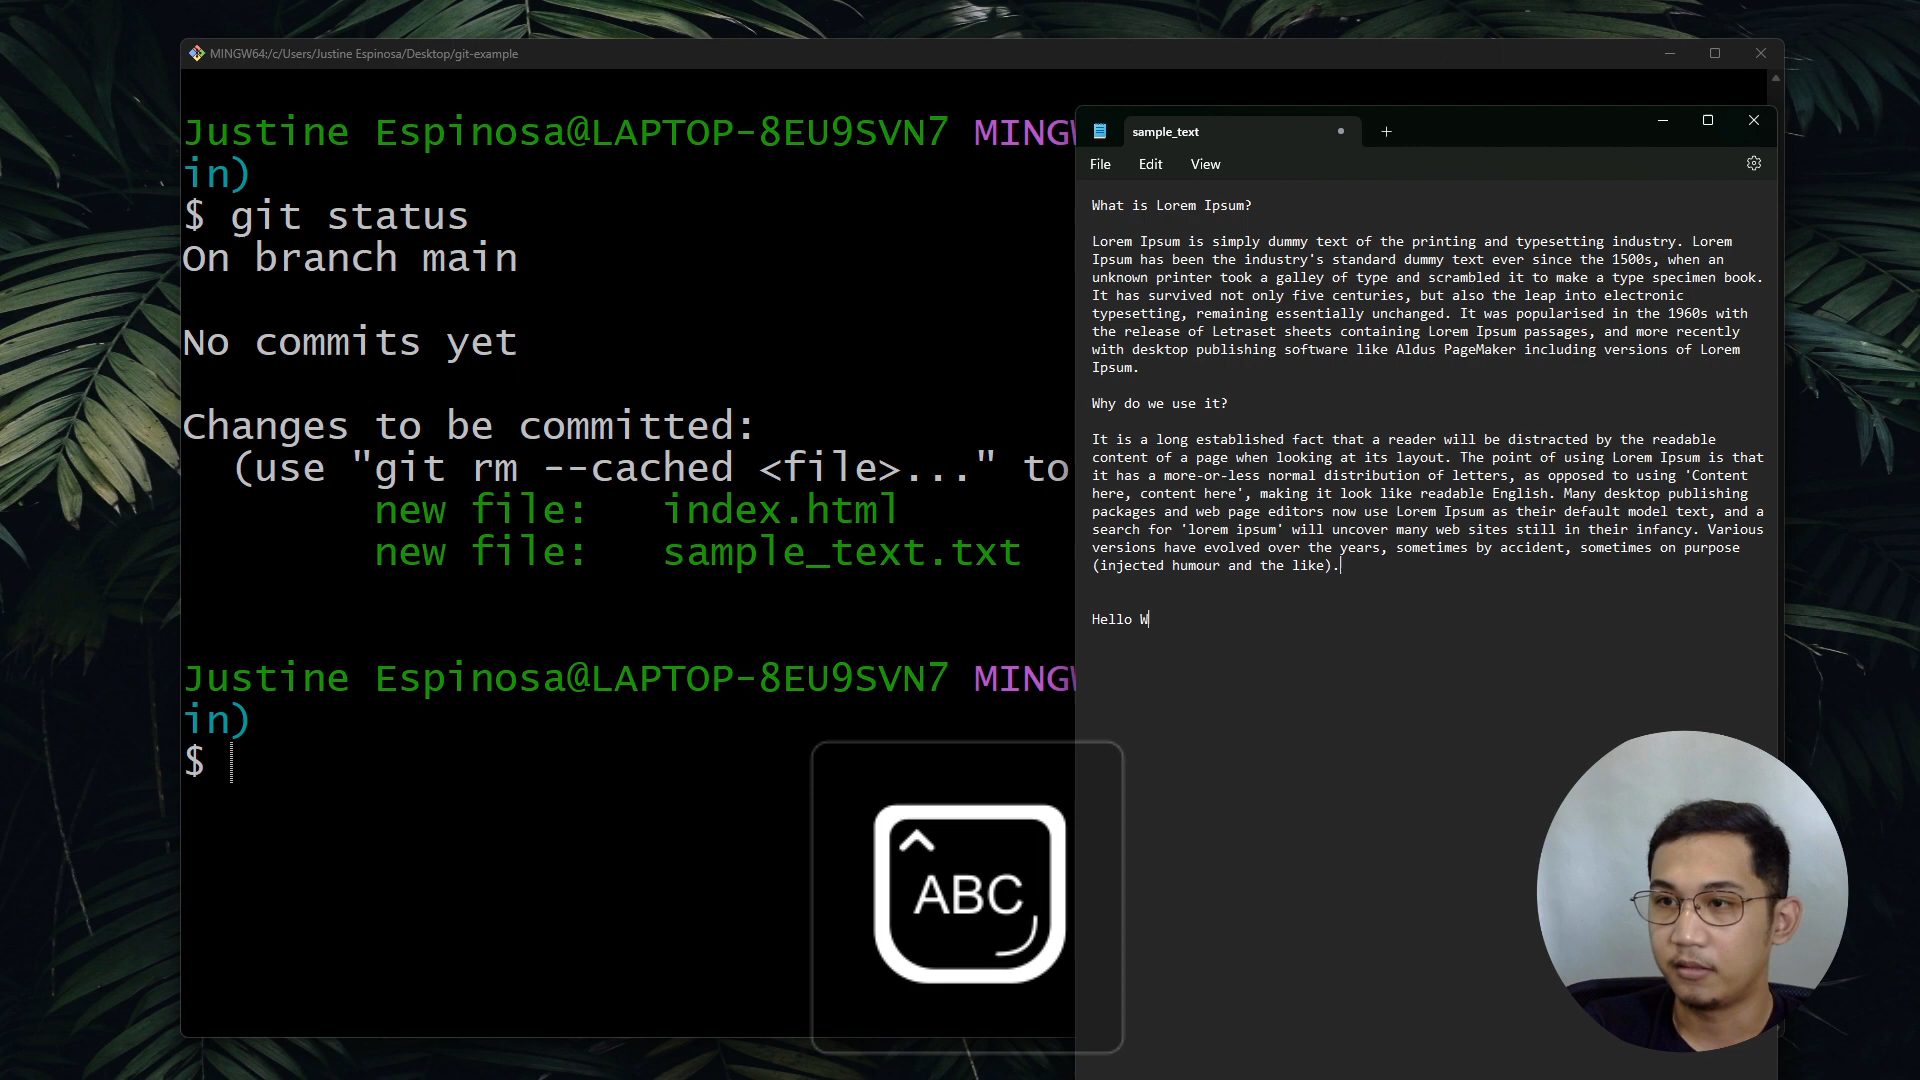 MINGW64:/c/Users/Justine Espinosa/Desktop/git-example
Justine Espinosa@LAPTOP-8EU9SVN7 MING
in)
$ git status
On branch main
No commits yet
Changes to be committed:
(use "git rm --cached <file>..." to
new file: index.html
new file: sample_text.txt
Justine Espinosa@LAPTOP-8EU9SVN7 MING
in)
$
sample_text
File Edit View
What is Lorem Ipsum?
Lorem Ipsum is simply dummy text of the printing and typesetting industry. Lorem
Ipsum has been the industry's standard dummy text ever since the 1500s, when an
unknown printer took a galley of type and scrambled it to make a type specimen book.
It has survived not only five centuries, but also the leap into electronic
typesetting, remaining essentially unchanged. It was popularised in the 1960s with
the release of Letraset sheets containing Lorem Ipsum passages, and more recently
with desktop publishing software like Aldus PageMaker including versions of Lorem
Ipsum.
Why do we use it?
It is a long established fact that a reader will be distracted by the readable
content of a page when looking at its layout. The point of using Lorem Ipsum is that
it has a more-or-less normal distribution of letters, as opposed to using 'Content
here, content here', making it look like readable English. Many desktop publishing
packages and web page editors now use Lorem Ipsum as their default model text, and a
search for 'lorem ipsum' will uncover many web sites still in their infancy. Various
versions have evolved over the years, sometimes by accident, sometimes on purpose
(injected humour and the like).
Hello W
ABC